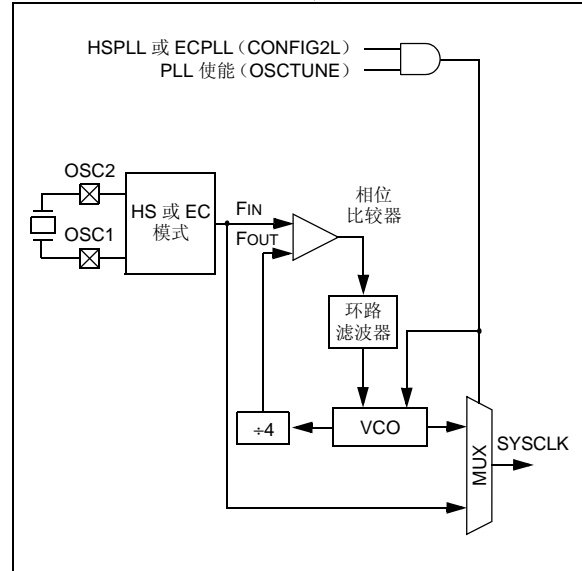 HSPLL 或 ECPLL（CONFIG2L）
PLL 使能（OSCTUNE）
OSC2
OSC1
HS 或 EC
模式
FIN
FOUT
相位
比较器
环路
滤波器
÷4
VCO
MUX
SYSCLK